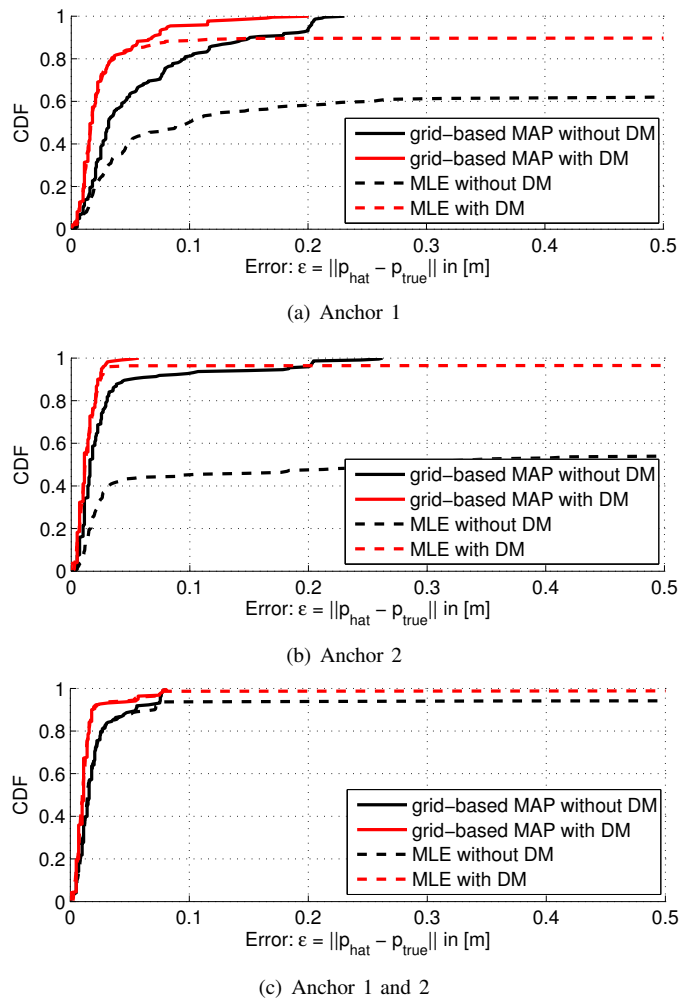 1
0.8
0.6
0.4
0.2
0
CDF
grid−based MAP without DM
grid−based MAP with DM
MLE without DM
MLE with DM
0 0.1 0.2 0.3 0.4 0.5
Error: ε = ||p_hat − p_true|| in [m]
(a) Anchor 1
1
0.8
0.6
0.4
0.2
0
CDF
grid−based MAP without DM
grid−based MAP with DM
MLE without DM
MLE with DM
0 0.1 0.2 0.3 0.4 0.5
Error: ε = ||p_hat − p_true|| in [m]
(b) Anchor 2
1
0.8
0.6
0.4
0.2
0
CDF
grid−based MAP without DM
grid−based MAP with DM
MLE without DM
MLE with DM
0 0.1 0.2 0.3 0.4 0.5
Error: ε = ||p_hat − p_true|| in [m]
(c) Anchor 1 and 2